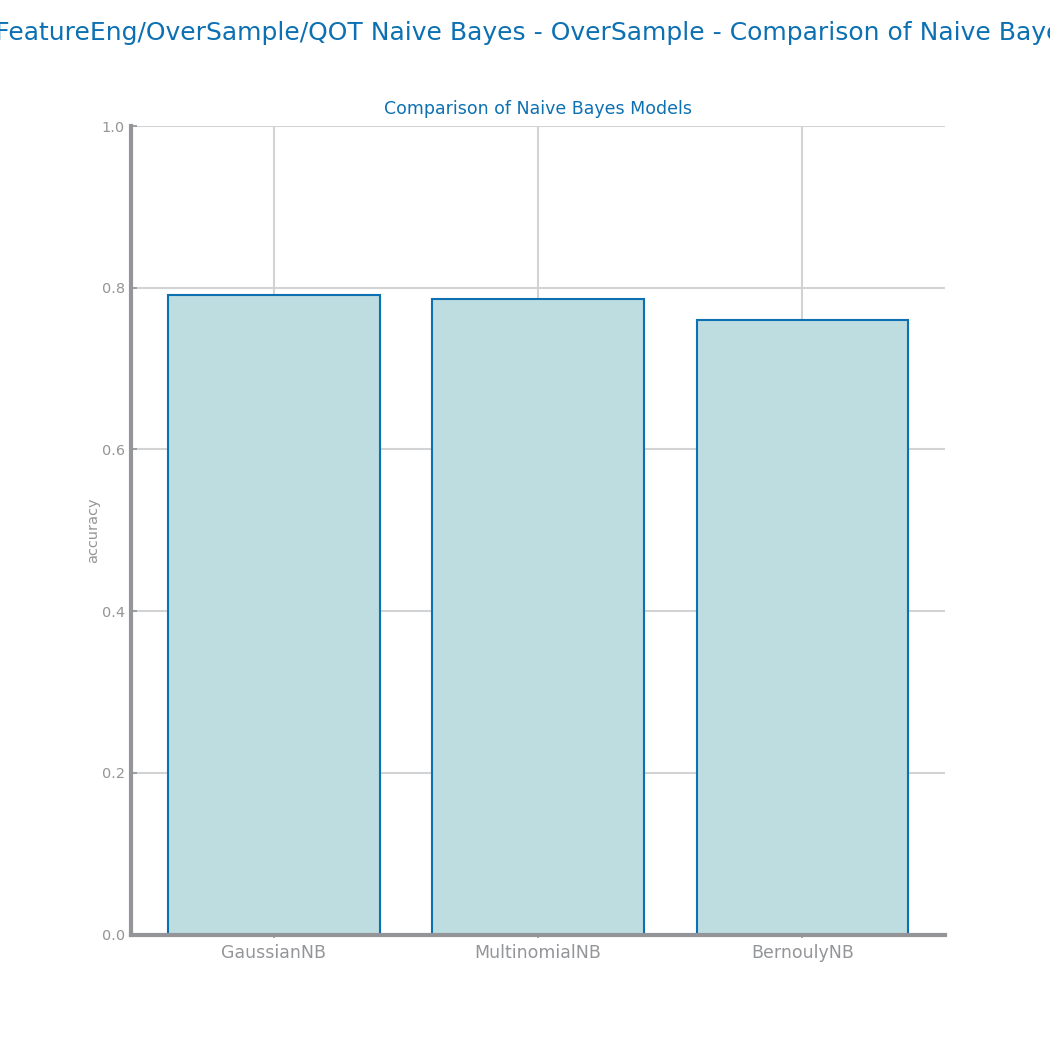 FeatureEng/OverSample/QOT Naive Bayes - OverSample - Comparison of Naive
Comparison of Naive Bayes Models
1.0
0.8
0.6
0.4
0.2
0.0
accuracy
GaussianNB MultinomialNB BernoulyNB